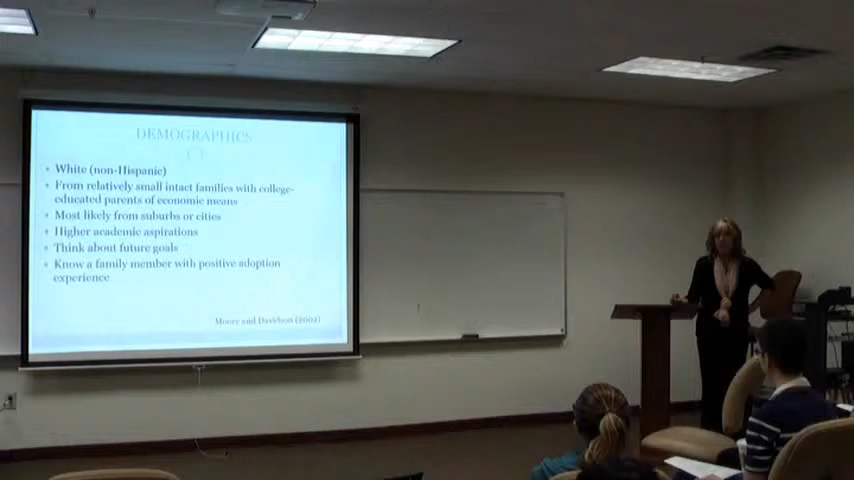 DEMOGRAPHICS
• White (non-Hispanic)
• From relatively small intact families with college-
educated parents of economic means
• Most likely from suburbs or cities
• Higher academic aspirations
• Think about future goals
• Know a family member with positive adoption
experience
Moore and Davidson (2002)